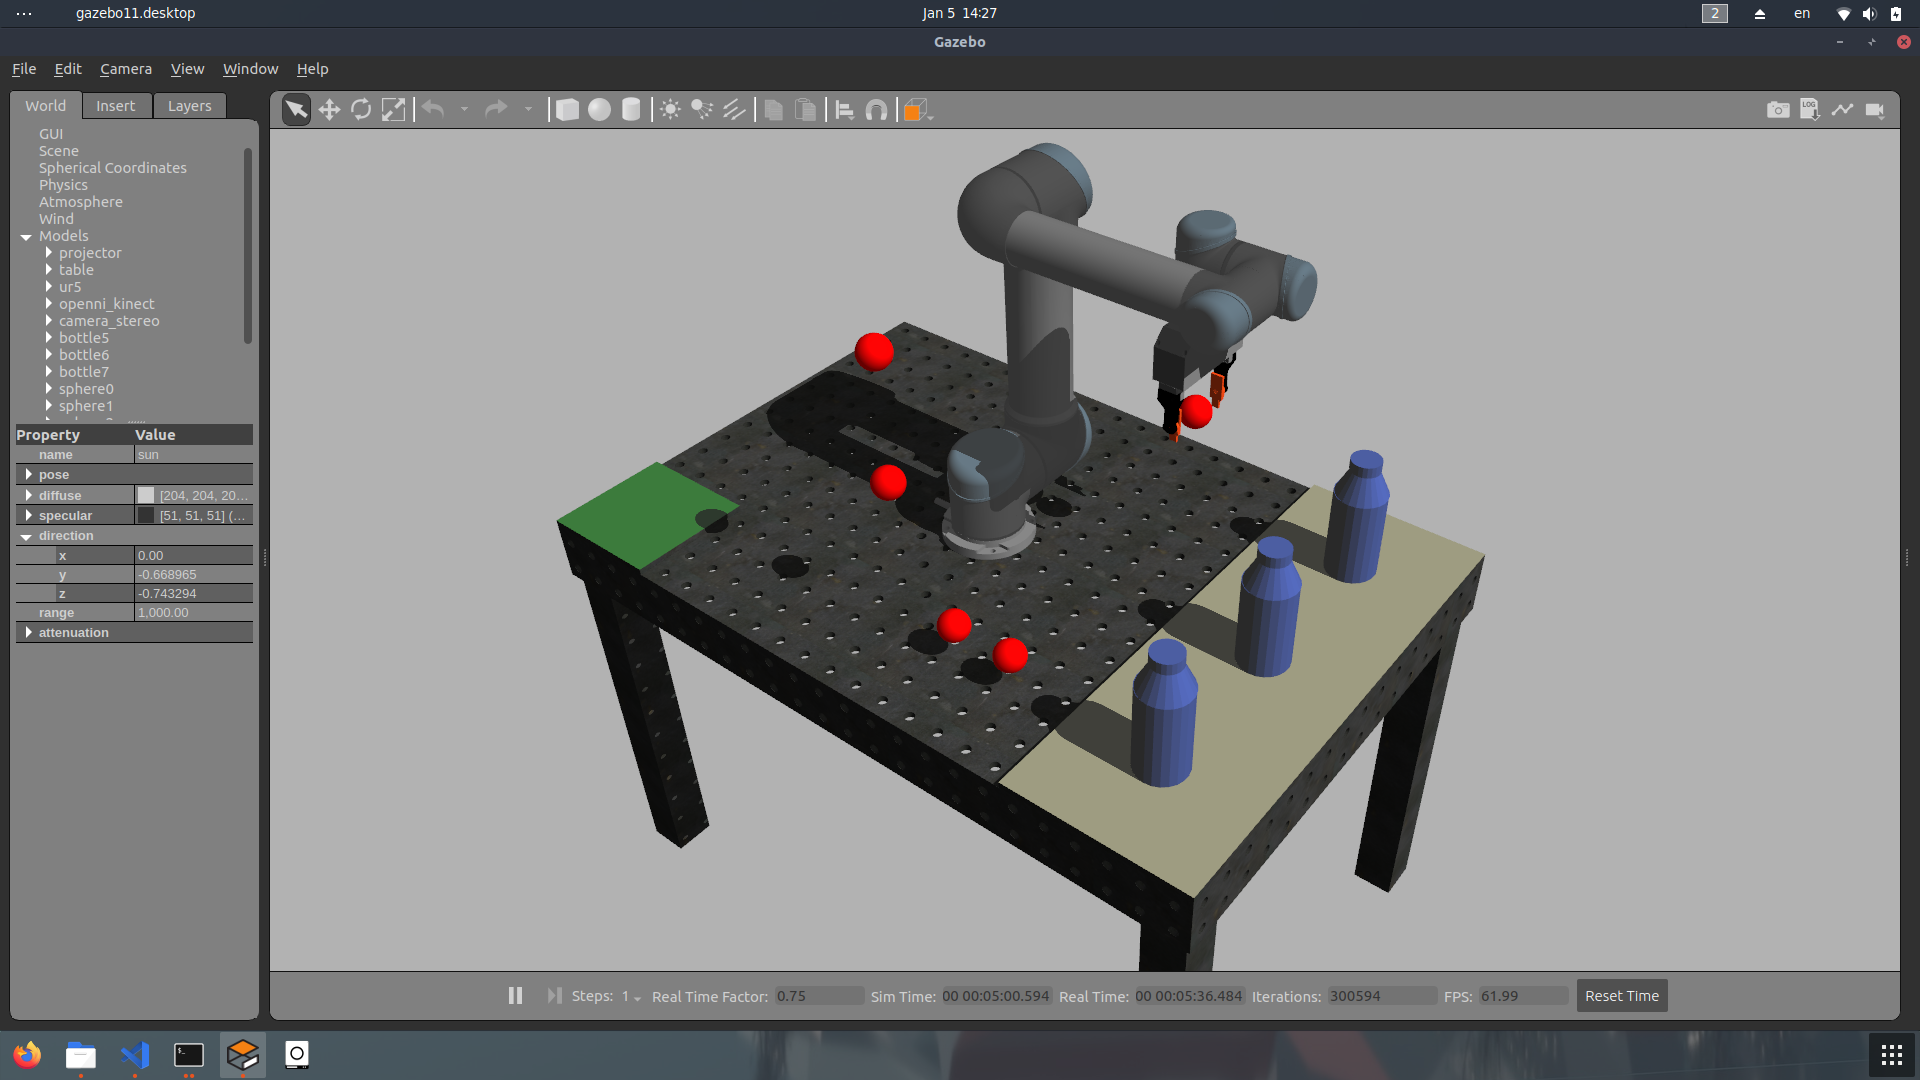 gazebo11.desktop
Jan 5 14:27
2
en
Gazebo
File Edit Camera View Window Help
World Insert Layers
LOG
GUI
Scene
Spherical Coordinates
Physics
Atmosphere
Wind
Models
projector
table
ur5
openni_kinect
camera_stereo
bottle5
bottle6
bottle7
sphere0
sphere1
Property Value
name sun
pose
diffuse [204, 204, 20...
specular [51, 51, 51] (...
direction
x 0.00
y -0.668965
z -0.743294
range 1,000.00
attenuation
Steps: 1 Real Time Factor: 0.75 Sim Time: 00 00:05:00.594 Real Time: 00 00:05:36.484 Iterations: 300594 FPS: 61.99 Reset Time